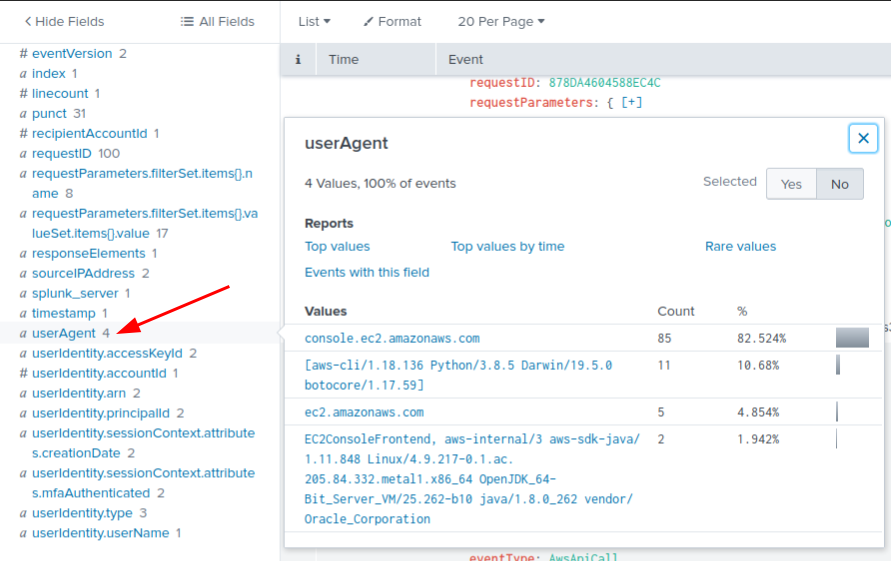 Hide Fields
All Fields
List
Format
20 Per Page
i
Time
Event
# eventVersion 2
a index 1
# linecount 1
a punct 31
# recipientAccountId 1
a requestID 100
a requestParameters.filterSet.items{}.n
ame 8
a requestParameters.filterSet.items{}.va
lueSet.items{}.value 17
a responseElements 1
a sourceIPAddress 2
a splunk_server 1
a timestamp 1
a userAgent 4
a userIdentity.accessKeyId 2
# userIdentity.accountId 1
a userIdentity.arn 2
a userIdentity.principalId 2
a userIdentity.sessionContext.attribute
s.creationDate 2
a userIdentity.sessionContext.attribute
s.mfaAuthenticated 2
a userIdentity.type 3
a userIdentity.userName 1
requestID: 878DA4604588EC4C
requestParameters: { [+]
userAgent
4 Values, 100% of events
Selected
Yes
No
Reports
Top values
Top values by time
Rare values
Events with this field
Values Count %
console.ec2.amazonaws.com 85 82.524%
[aws-cli/1.18.136 Python/3.8.5 Darwin/19.5.0 11 10.68%
botocore/1.17.59]
ec2.amazonaws.com 5 4.854%
EC2ConsoleFrontend, aws-internal/3 aws-sdk-java/ 2 1.942%
1.11.848 Linux/4.9.217-0.1.ac.
205.84.332.metal1.x86_64 OpenJDK_64-
Bit_Server_VM/25.262-b10 java/1.8.0_262 vendor/
Oracle_Corporation
eventType: AwsApiCall